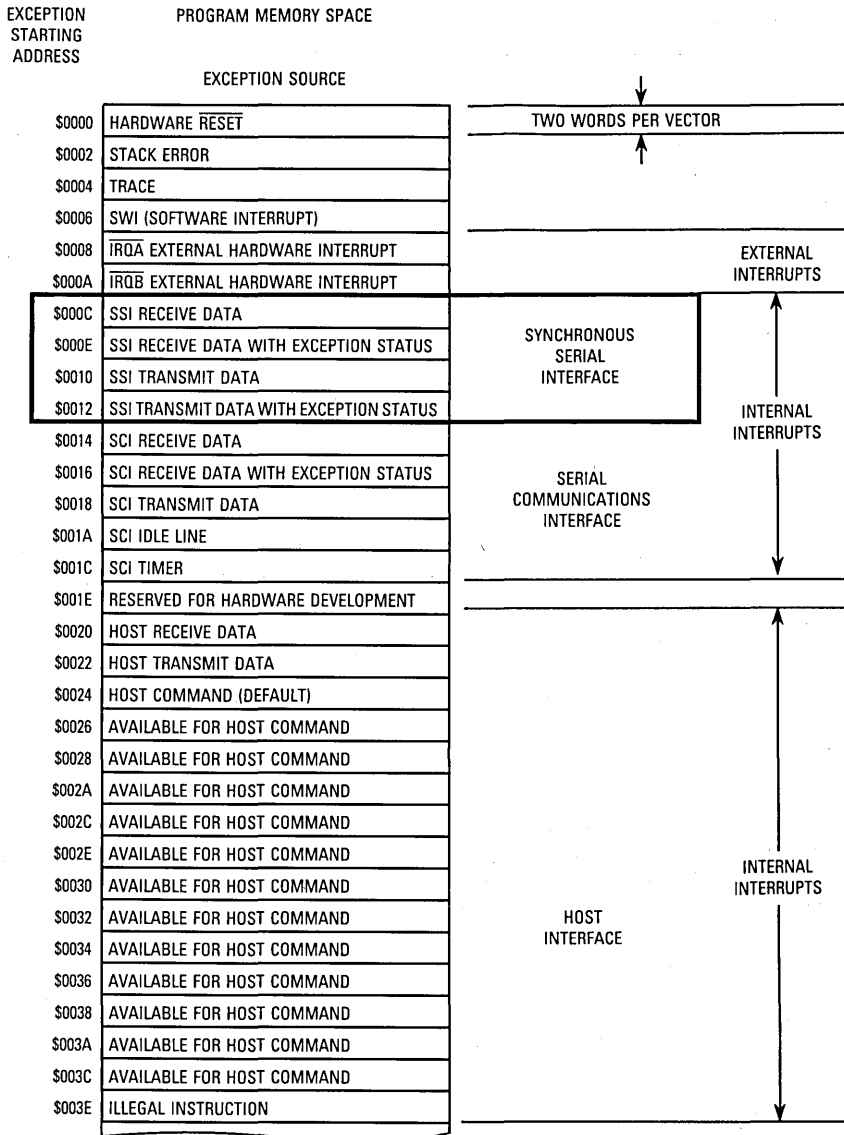 EXCEPTION
STARTING
ADDRESS
PROGRAM MEMORY SPACE
EXCEPTION SOURCE
$0000 HARDWARE RESET
TWO WORDS PER VECTOR
$0002 STACK ERROR
$0004 TRACE
$0006 SWI (SOFTWARE INTERRUPT)
$0008 IRQA EXTERNAL HARDWARE INTERRUPT
$000A IRQB EXTERNAL HARDWARE INTERRUPT
EXTERNAL
INTERRUPTS
$000C SSI RECEIVE DATA
$000E SSI RECEIVE DATA WITH EXCEPTION STATUS
$0010 SSI TRANSMIT DATA
$0012 SSI TRANSMIT DATA WITH EXCEPTION STATUS
SYNCHRONOUS
SERIAL
INTERFACE
INTERNAL
INTERRUPTS
$0014 SCI RECEIVE DATA
$0016 SCI RECEIVE DATA WITH EXCEPTION STATUS
$0018 SCI TRANSMIT DATA
$001A SCI IDLE LINE
$001C SCI TIMER
SERIAL
COMMUNICATIONS
INTERFACE
$001E RESERVED FOR HARDWARE DEVELOPMENT
$0020 HOST RECEIVE DATA
$0022 HOST TRANSMIT DATA
$0024 HOST COMMAND (DEFAULT)
$0026 AVAILABLE FOR HOST COMMAND
$0028 AVAILABLE FOR HOST COMMAND
$002A AVAILABLE FOR HOST COMMAND
$002C AVAILABLE FOR HOST COMMAND
$002E AVAILABLE FOR HOST COMMAND
$0030 AVAILABLE FOR HOST COMMAND
$0032 AVAILABLE FOR HOST COMMAND
$0034 AVAILABLE FOR HOST COMMAND
$0036 AVAILABLE FOR HOST COMMAND
$0038 AVAILABLE FOR HOST COMMAND
$003A AVAILABLE FOR HOST COMMAND
$003C AVAILABLE FOR HOST COMMAND
$003E ILLEGAL INSTRUCTION
HOST
INTERFACE
INTERNAL
INTERRUPTS